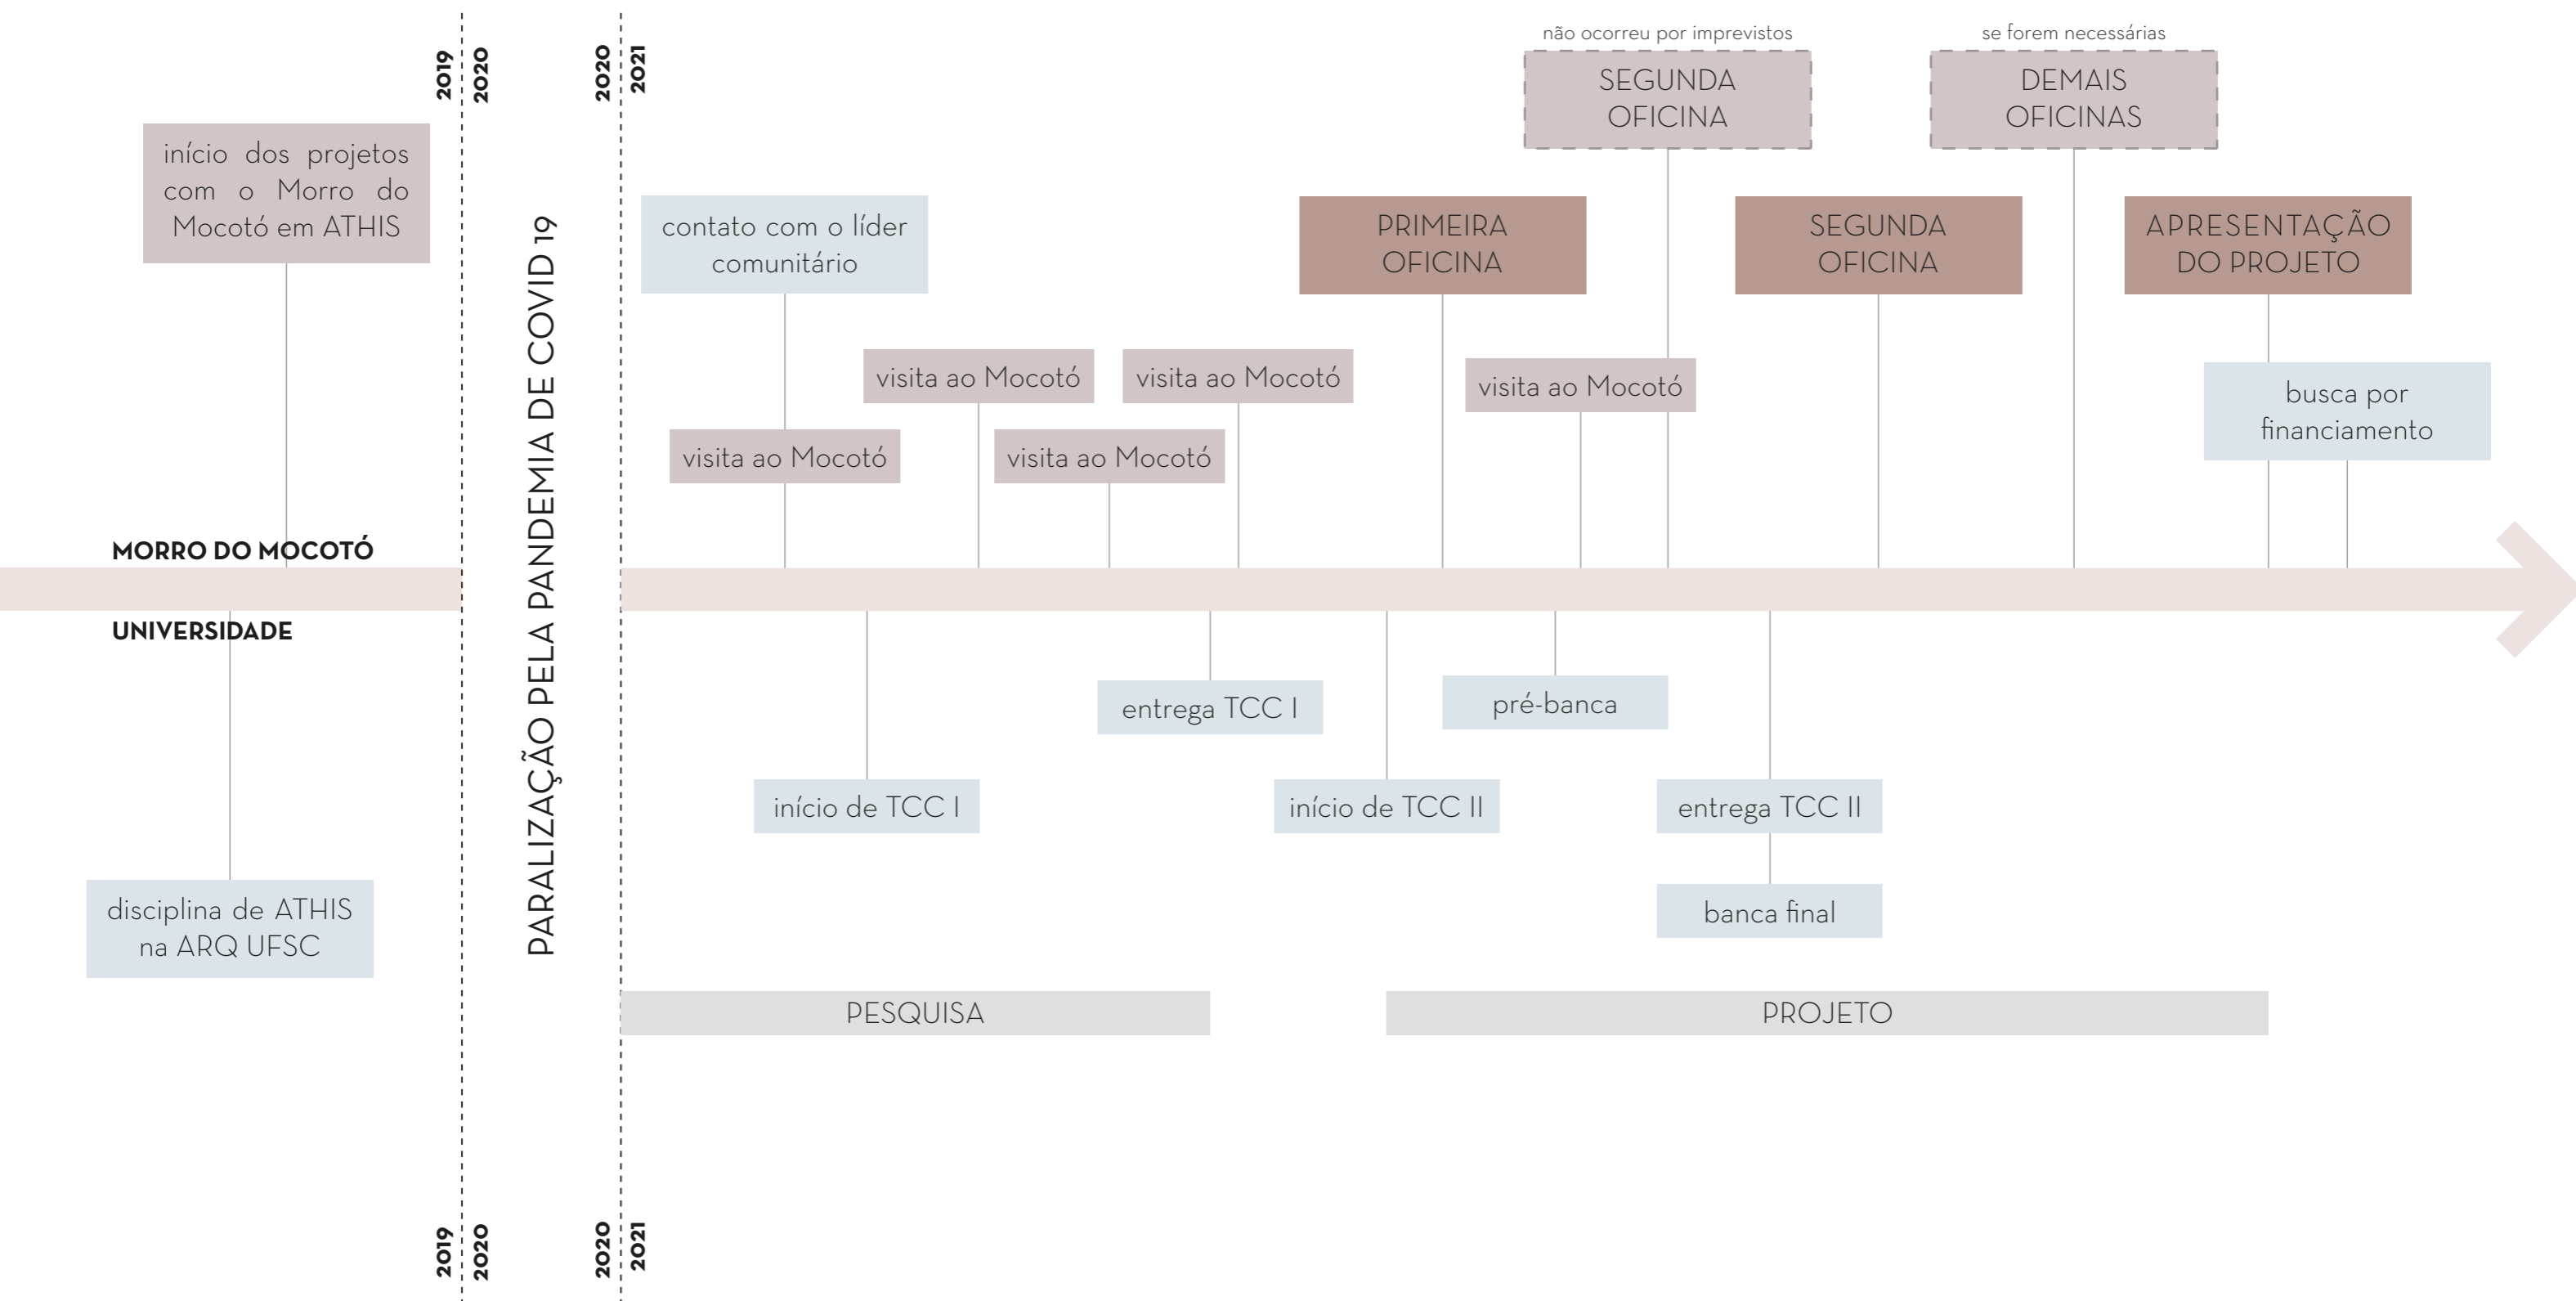 2019
2020
2020
2021
não ocorreu por imprevistos
SEGUNDA
OFICINA
se forem necessárias
DEMAIS
OFICINAS
início dos projetos
com o Morro do
Mocotó em ATHIS
PARALIZAÇÃO PELA PANDEMIA DE COVID 19
contato com o líder
comunitário
PRIMEIRA
OFICINA
SEGUNDA
OFICINA
APRESENTAÇÃO
DO PROJETO
visita ao Mocotó
visita ao Mocotó
visita ao Mocotó
busca por
financiamento
visita ao Mocotó
visita ao Mocotó
MORRO DO MOCOTÓ
UNIVERSIDADE
entrega TCC I
pré-banca
início de TCC I
início de TCC II
entrega TCC II
disciplina de ATHIS
na ARQ UFSC
banca final
PESQUISA
PROJETO
2019
2020
2020
2021